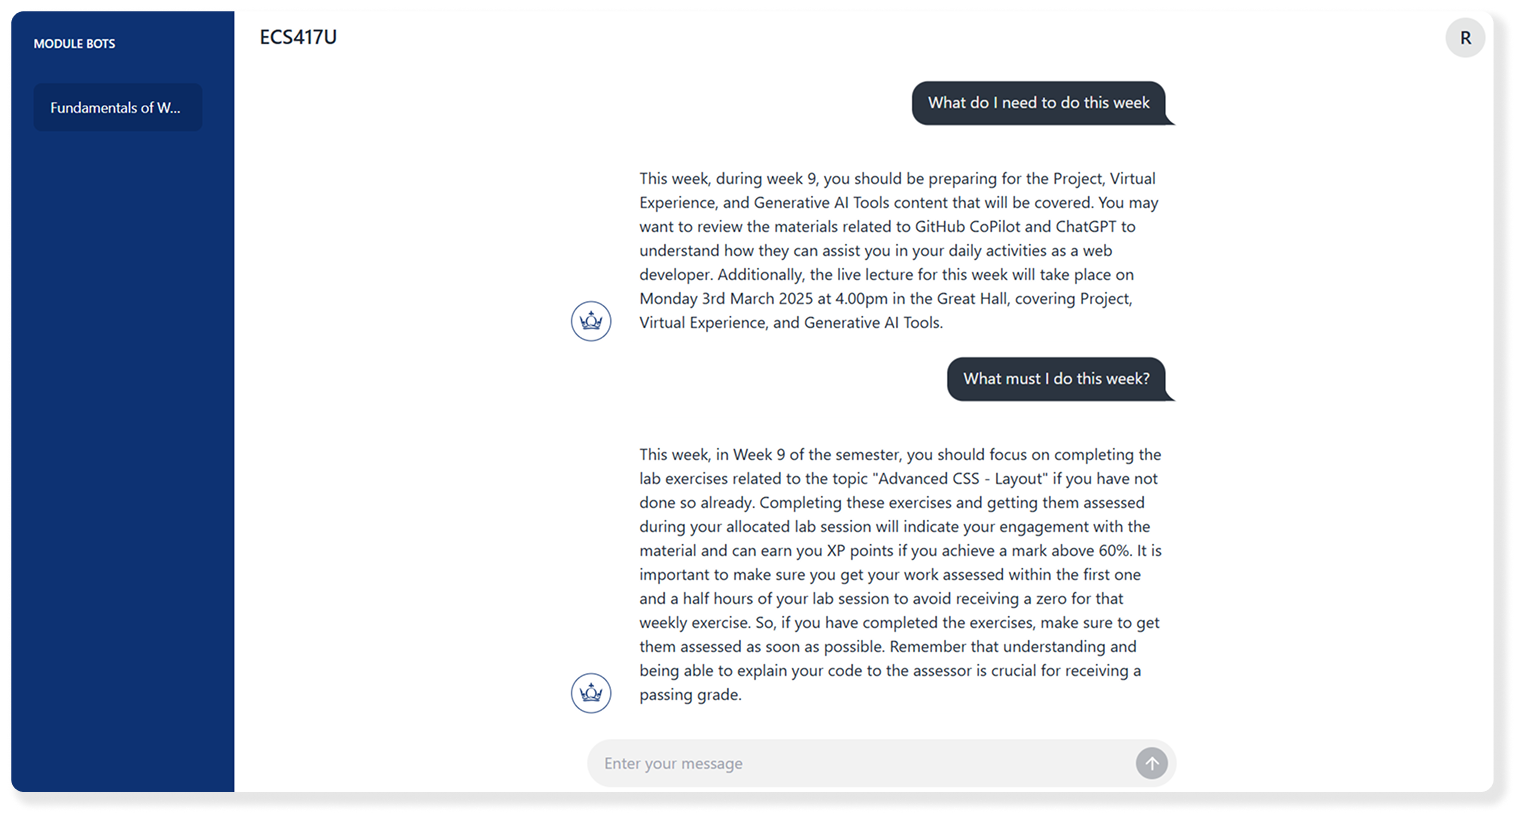 MODULE BOTS
Fundamentals of W...
ECS417U
R
What do I need to do this week
This week, during week 9, you should be preparing for the Project, Virtual
Experience, and Generative AI Tools content that will be covered. You may
want to review the materials related to GitHub CoPilot and ChatGPT to
understand how they can assist you in your daily activities as a web
developer. Additionally, the live lecture for this week will take place on
Monday 3rd March 2025 at 4.00pm in the Great Hall, covering Project,
Virtual Experience, and Generative AI Tools.
What must I do this week?
This week, in Week 9 of the semester, you should focus on completing the
lab exercises related to the topic "Advanced CSS - Layout" if you have not
done so already. Completing these exercises and getting them assessed
during your allocated lab session will indicate your engagement with the
material and can earn you XP points if you achieve a mark above 60%. It is
important to make sure you get your work assessed within the first one
and a half hours of your lab session to avoid receiving a zero for that
weekly exercise. So, if you have completed the exercises, make sure to get
them assessed as soon as possible. Remember that understanding and
being able to explain your code to the assessor is crucial for receiving a
passing grade.
Enter your message